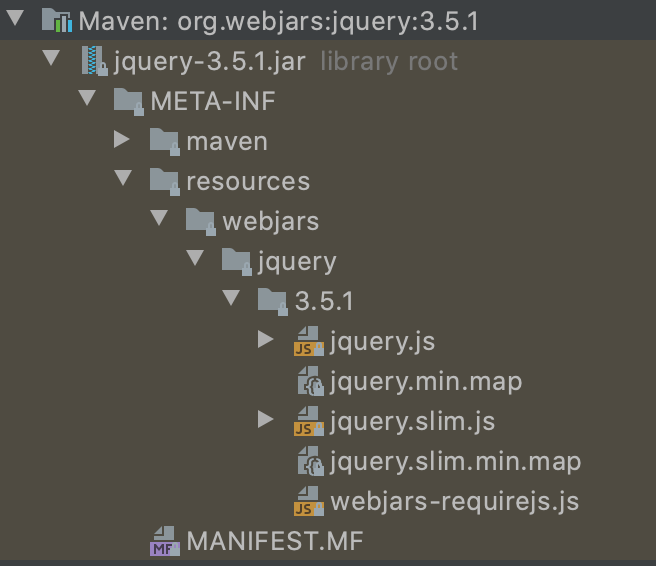 Maven: org.webjars:jquery:3.5.1
jquery-3.5.1.jar library root
META-INF
maven
resources
webjars
jquery
3.5.1
JS jquery.js
jquery.min.map
JS jquery.slim.js
jquery.slim.min.map
JS webjars-requirejs.js
MF MANIFEST.MF